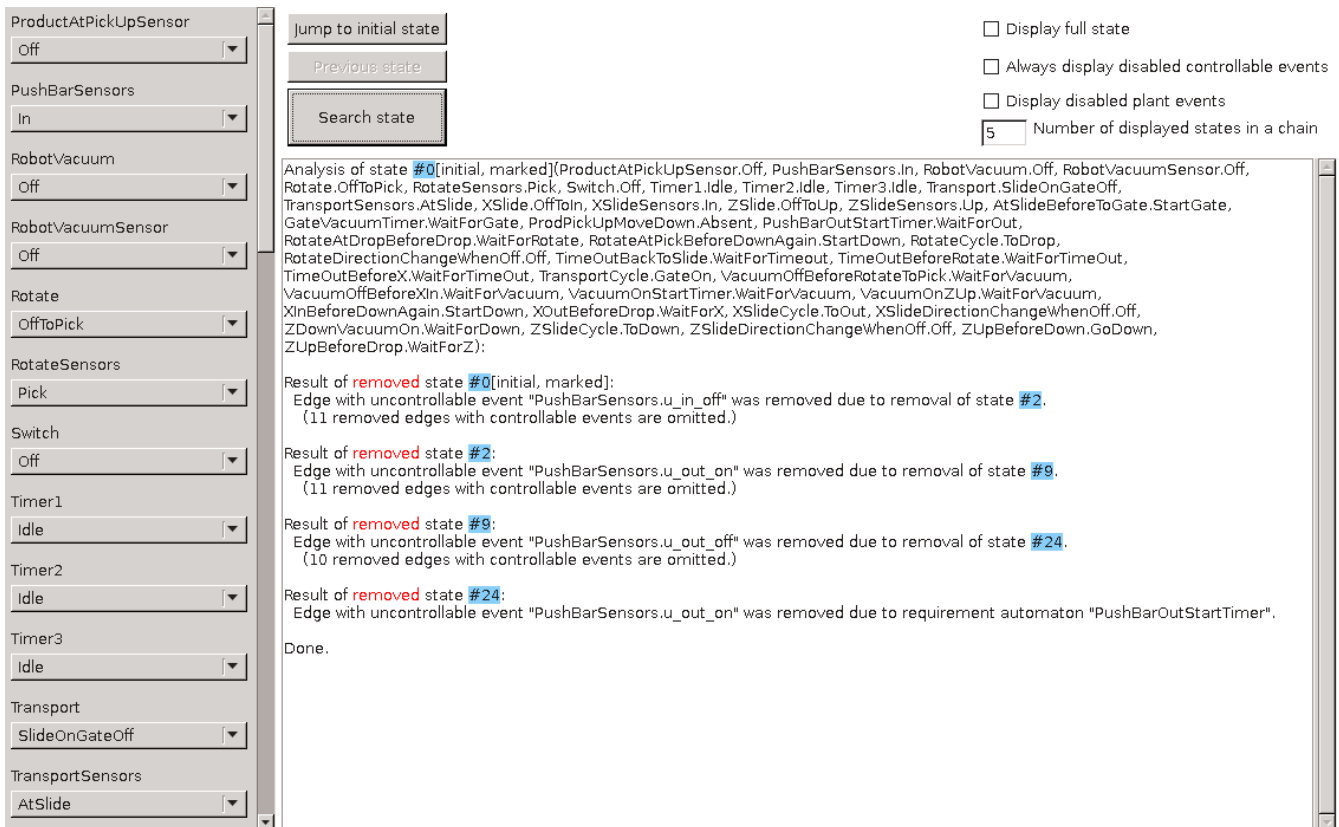 ProductAtPickUpSensor
Off
PushBarSensors
In
RobotVacuum
Off
RobotVacuumSensor
Off
Rotate
OffToPick
RotateSensors
Pick
Switch
Off
Timer1
Idle
Timer2
Idle
Timer3
Idle
Transport
SlideOnGateOff
TransportSensors
AtSlide
Jump to initial state
Previous state
Search state
Display full state
Always display disabled controllable events
Display disabled plant events
5 Number of displayed states in a chain
Analysis of state #0[initial, marked](ProductAtPickUpSensor.Off, PushBarSensors.In, RobotVacuum.Off, RobotVacuumSensor.Off,
Rotate.OffToPick, RotateSensors.Pick, Switch.Off, Timer1.Idle, Timer2.Idle, Timer3.Idle, Transport.SlideOnGateOff,
TransportSensors.AtSlide, XSlide.OffToIn, XSlideSensors.In, ZSlide.OffToUp, ZSlideSensors.Up, AtSlideBeforeToGate.StartGate,
GateVacuumTimer.WaitForGate, ProdPickUpMoveDown.Absent, PushBarOutStartTimer.WaitForOut,
RotateAtDropBeforeDrop.WaitForRotate, RotateAtPickBeforeDownAgain.StartDown, RotateCycle.ToDrop,
RotateDirectionChangeWhenOff.Off, TimeOutBackToSlide.WaitForTimeout, TimeOutBeforeRotate.WaitForTimeOut,
TimeOutBeforeX.WaitForTimeOut, TransportCycle.GateOn, VacuumOffBeforeRotateToPick.WaitForVacuum,
VacuumOffBeforeXIn.WaitForVacuum, VacuumOnStartTimer.WaitForVacuum, VacuumOnZUp.WaitForVacuum,
XInBeforeDownAgain.StartDown, XOutBeforeDrop.WaitForX, XSlideCycle.ToOut, XSlideDirectionChangeWhenOff.Off,
ZDownVacuumOn.WaitForDown, ZSlideCycle.ToDown, ZSlideDirectionChangeWhenOff.Off, ZUpBeforeDown.GoDown,
ZUpBeforeDrop.WaitForZ):
Result of removed state #0[initial, marked]:
Edge with uncontrollable event "PushBarSensors.u_in_off" was removed due to removal of state #2.
(11 removed edges with controllable events are omitted.)
Result of removed state #2:
Edge with uncontrollable event "PushBarSensors.u_out_on" was removed due to removal of state #9.
(11 removed edges with controllable events are omitted.)
Result of removed state #9:
Edge with uncontrollable event "PushBarSensors.u_out_off" was removed due to removal of state #24.
(10 removed edges with controllable events are omitted.)
Result of removed state #24:
Edge with uncontrollable event "PushBarSensors.u_out_on" was removed due to requirement automaton "PushBarOutStartTimer".
Done.